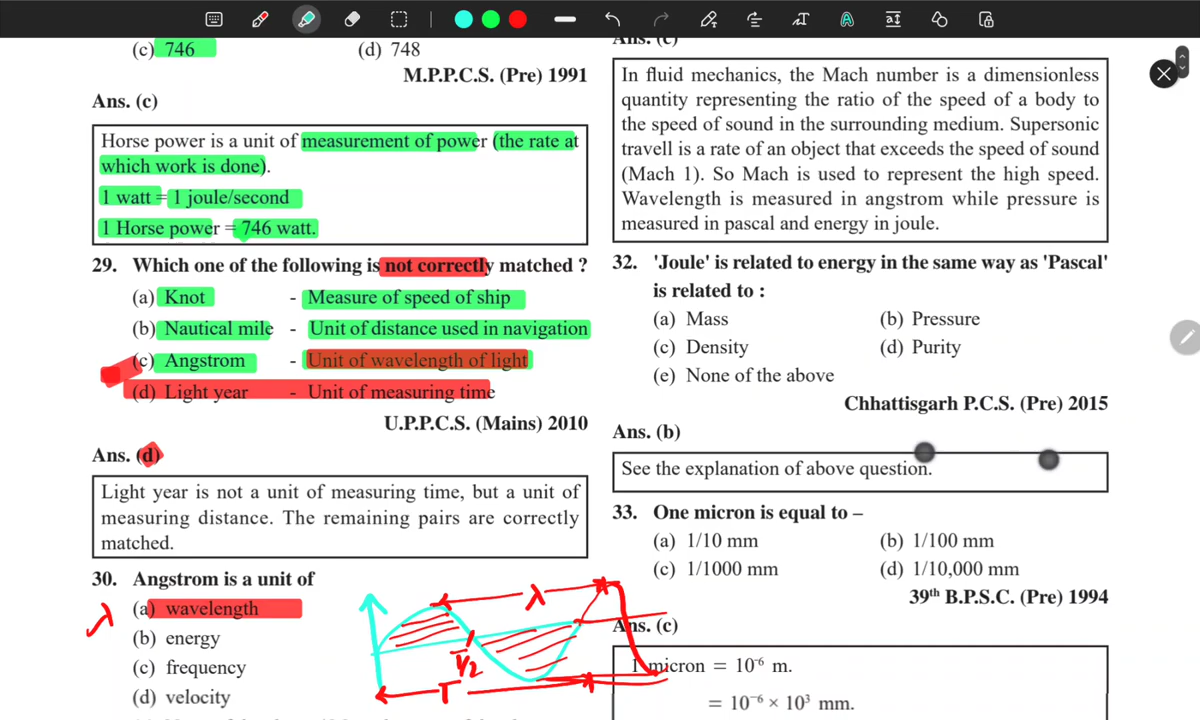 (c) 746 (d) 748
M.P.P.C.S. (Pre) 1991
Ans. (c)
Horse power is a unit of measurement of power (the rate at
which work is done).
1 watt = 1 joule/second
1 Horse power = 746 watt.
29. Which one of the following is not correctly matched ?
(a) Knot - Measure of speed of ship
(b) Nautical mile - Unit of distance used in navigation
(c) Angstrom - Unit of wavelength of light
(d) Light year - Unit of measuring time
U.P.P.C.S. (Mains) 2010
Ans. (d)
Light year is not a unit of measuring time, but a unit of
measuring distance. The remaining pairs are correctly
matched.
30. Angstrom is a unit of
λ (a) wavelength
(b) energy
(c) frequency
(d) velocity
λ
T/2
T
Ans. (c)
In fluid mechanics, the Mach number is a dimensionless
quantity representing the ratio of the speed of a body to
the speed of sound in the surrounding medium. Supersonic
travell is a rate of an object that exceeds the speed of sound
(Mach 1). So Mach is used to represent the high speed.
Wavelength is measured in angstrom while pressure is
measured in pascal and energy in joule.
32. 'Joule' is related to energy in the same way as 'Pascal'
is related to :
(a) Mass (b) Pressure
(c) Density (d) Purity
(e) None of the above
Chhattisgarh P.C.S. (Pre) 2015
Ans. (b)
See the explanation of above question.
33. One micron is equal to –
(a) 1/10 mm (b) 1/100 mm
(c) 1/1000 mm (d) 1/10,000 mm
39th B.P.S.C. (Pre) 1994
Ans. (c)
1 micron = 10⁻⁶ m.
= 10⁻⁶ × 10³ mm.